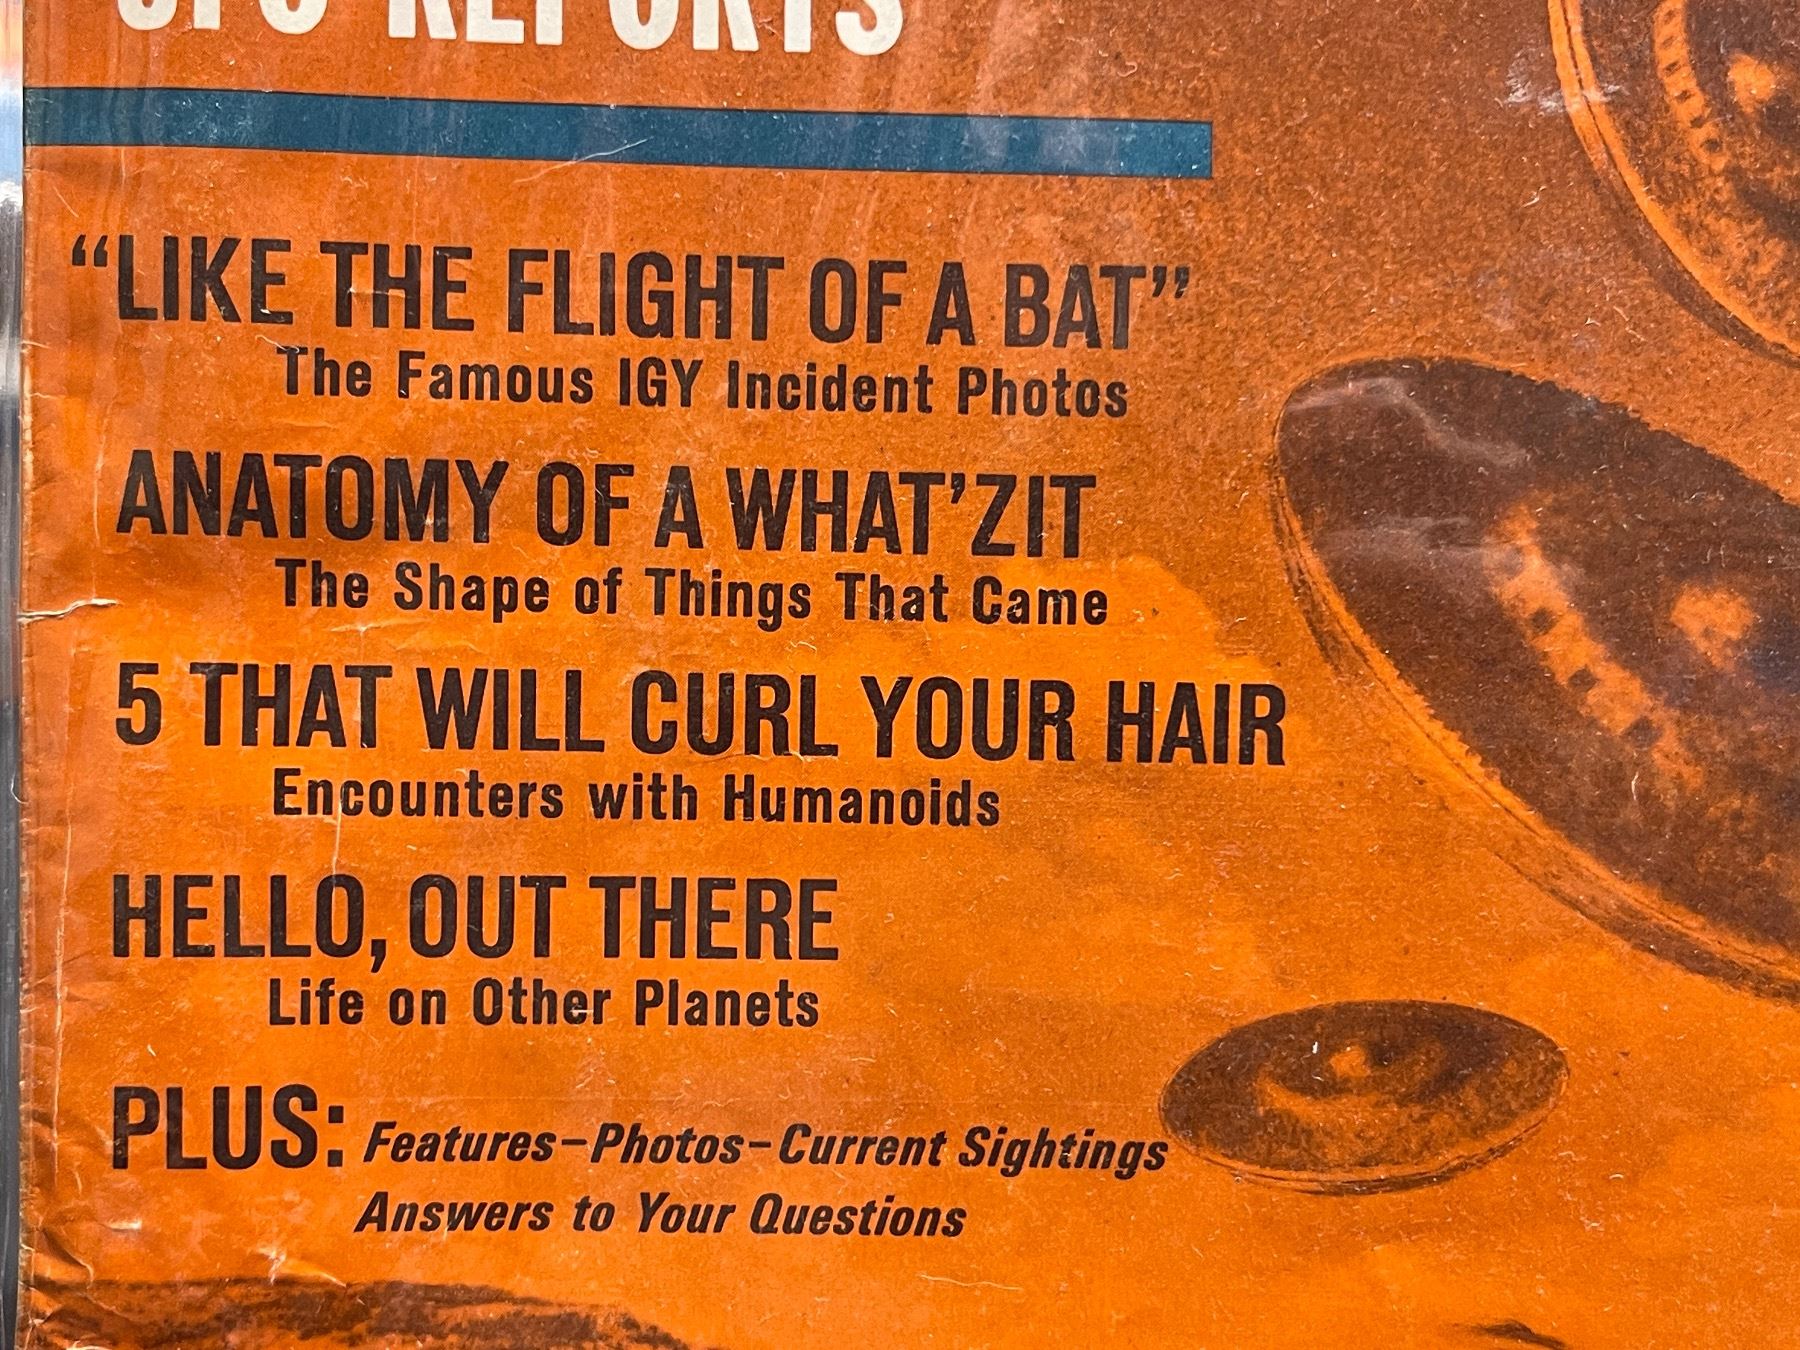 UFO REPORTS
“LIKE THE FLIGHT OF A BAT”
The Famous IGY Incident Photos
ANATOMY OF A WHAT’ZIT
The Shape of Things That Came
5 THAT WILL CURL YOUR HAIR
Encounters with Humanoids
HELLO, OUT THERE
Life on Other Planets
PLUS: Features–Photos–Current Sightings
Answers to Your Questions